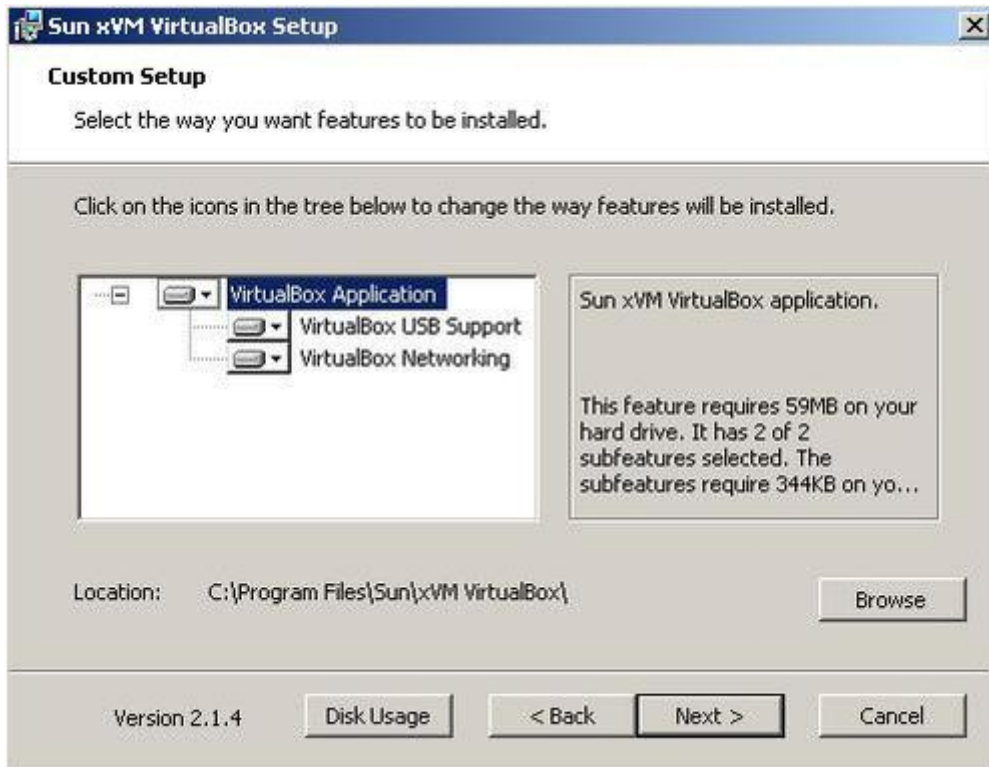 Sun xVM VirtualBox Setup
Custom Setup
Select the way you want features to be installed.
Click on the icons in the tree below to change the way features will be installed.
VirtualBox Application
VirtualBox USB Support
VirtualBox Networking
Sun xVM VirtualBox application.
This feature requires 59MB on your
hard drive. It has 2 of 2
subfeatures selected. The
subfeatures require 344KB on yo...
Location: C:\Program Files\Sun\xVM VirtualBox\
Browse
Version 2.1.4
Disk Usage
< Back
Next >
Cancel